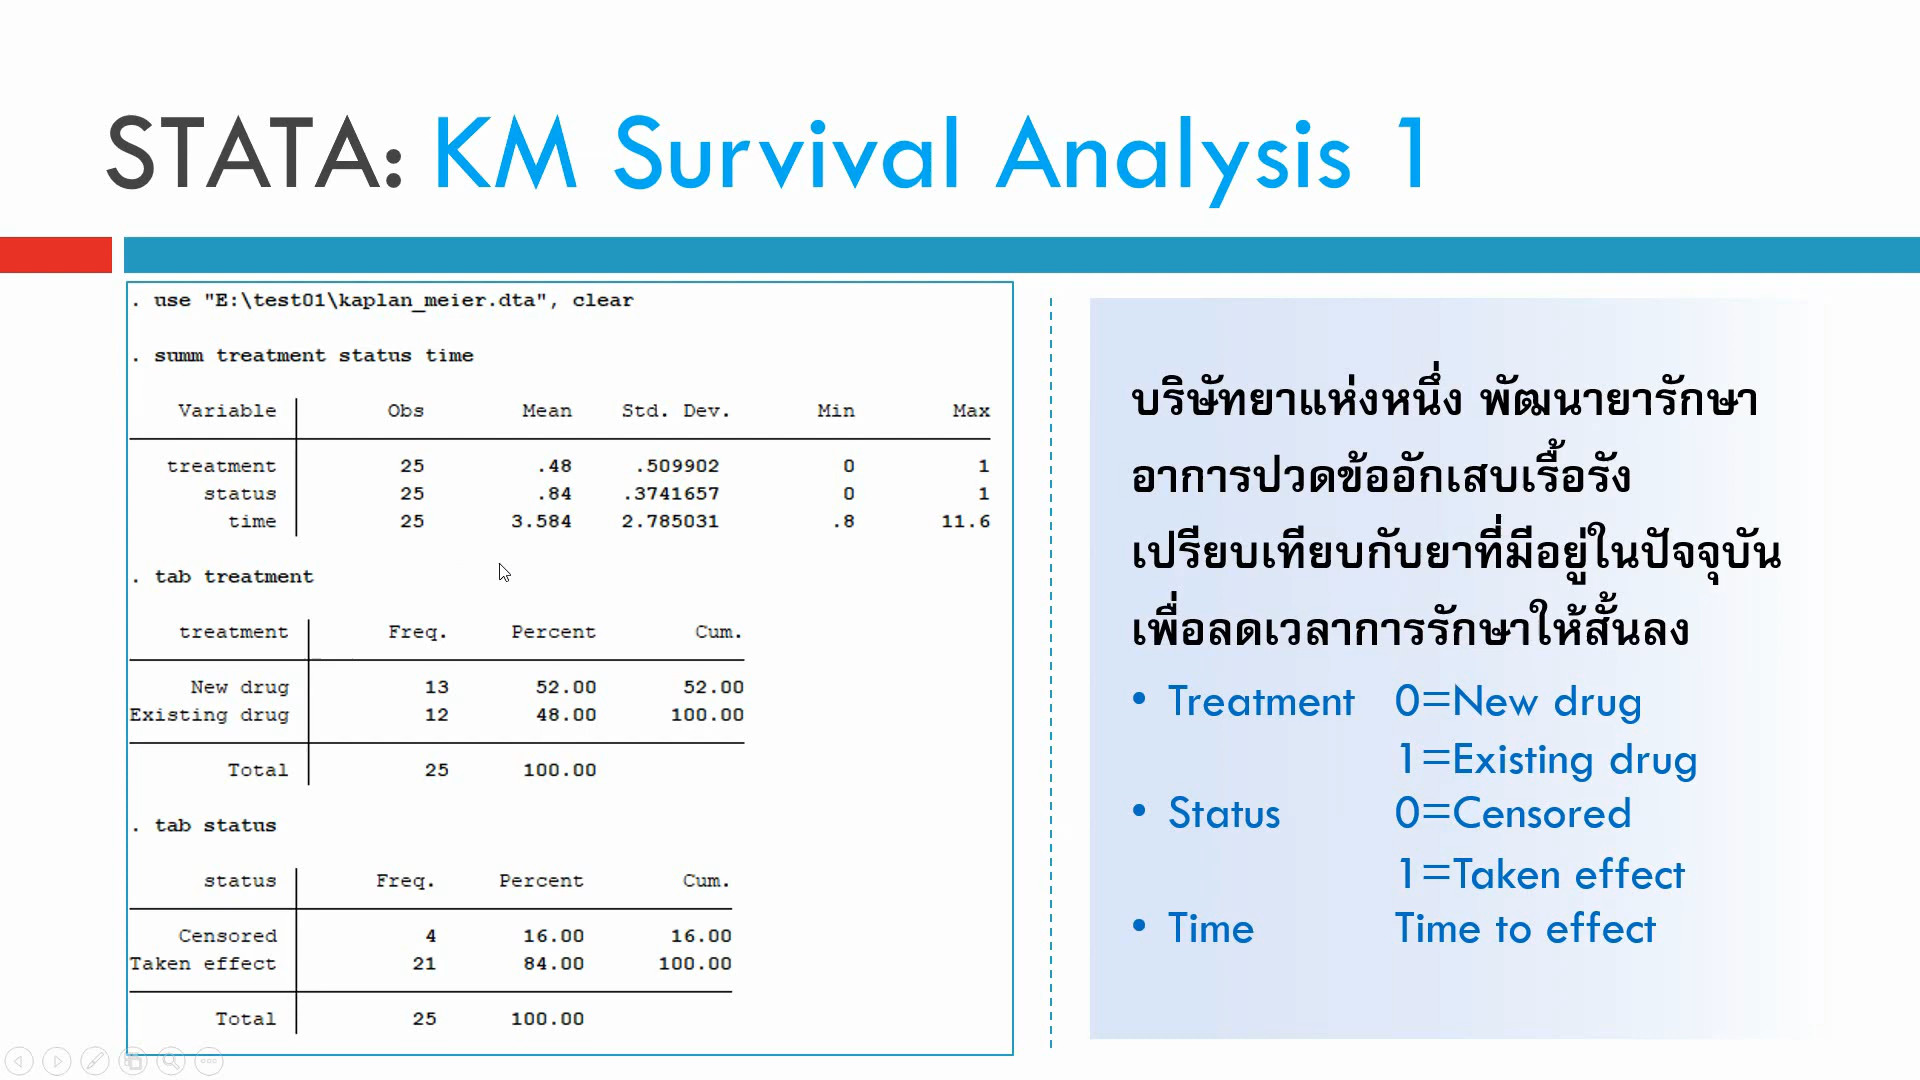 STATA: KM Survival Analysis 1
. use "E:\test01\kaplan_meier.dta", clear
. summ treatment status time
Variable Obs Mean Std. Dev. Min Max
treatment 25 .48 .509902 0 1
status 25 .84 .3741657 0 1
time 25 3.584 2.785031 .8 11.6
. tab treatment
treatment Freq. Percent Cum.
New drug 13 52.00 52.00
Existing drug 12 48.00 100.00
Total 25 100.00
. tab status
status Freq. Percent Cum.
Censored 4 16.00 16.00
Taken effect 21 84.00 100.00
Total 25 100.00
บริษัทยาแห่งหนึ่ง พัฒนายารักษา
อาการปวดข้ออักเสบเรื้อรัง
เปรียบเทียบกับยาที่มีอยู่ในปัจจุบัน
เพื่อลดเวลาการรักษาให้สั้นลง
• Treatment 0=New drug
1=Existing drug
• Status 0=Censored
1=Taken effect
• Time Time to effect